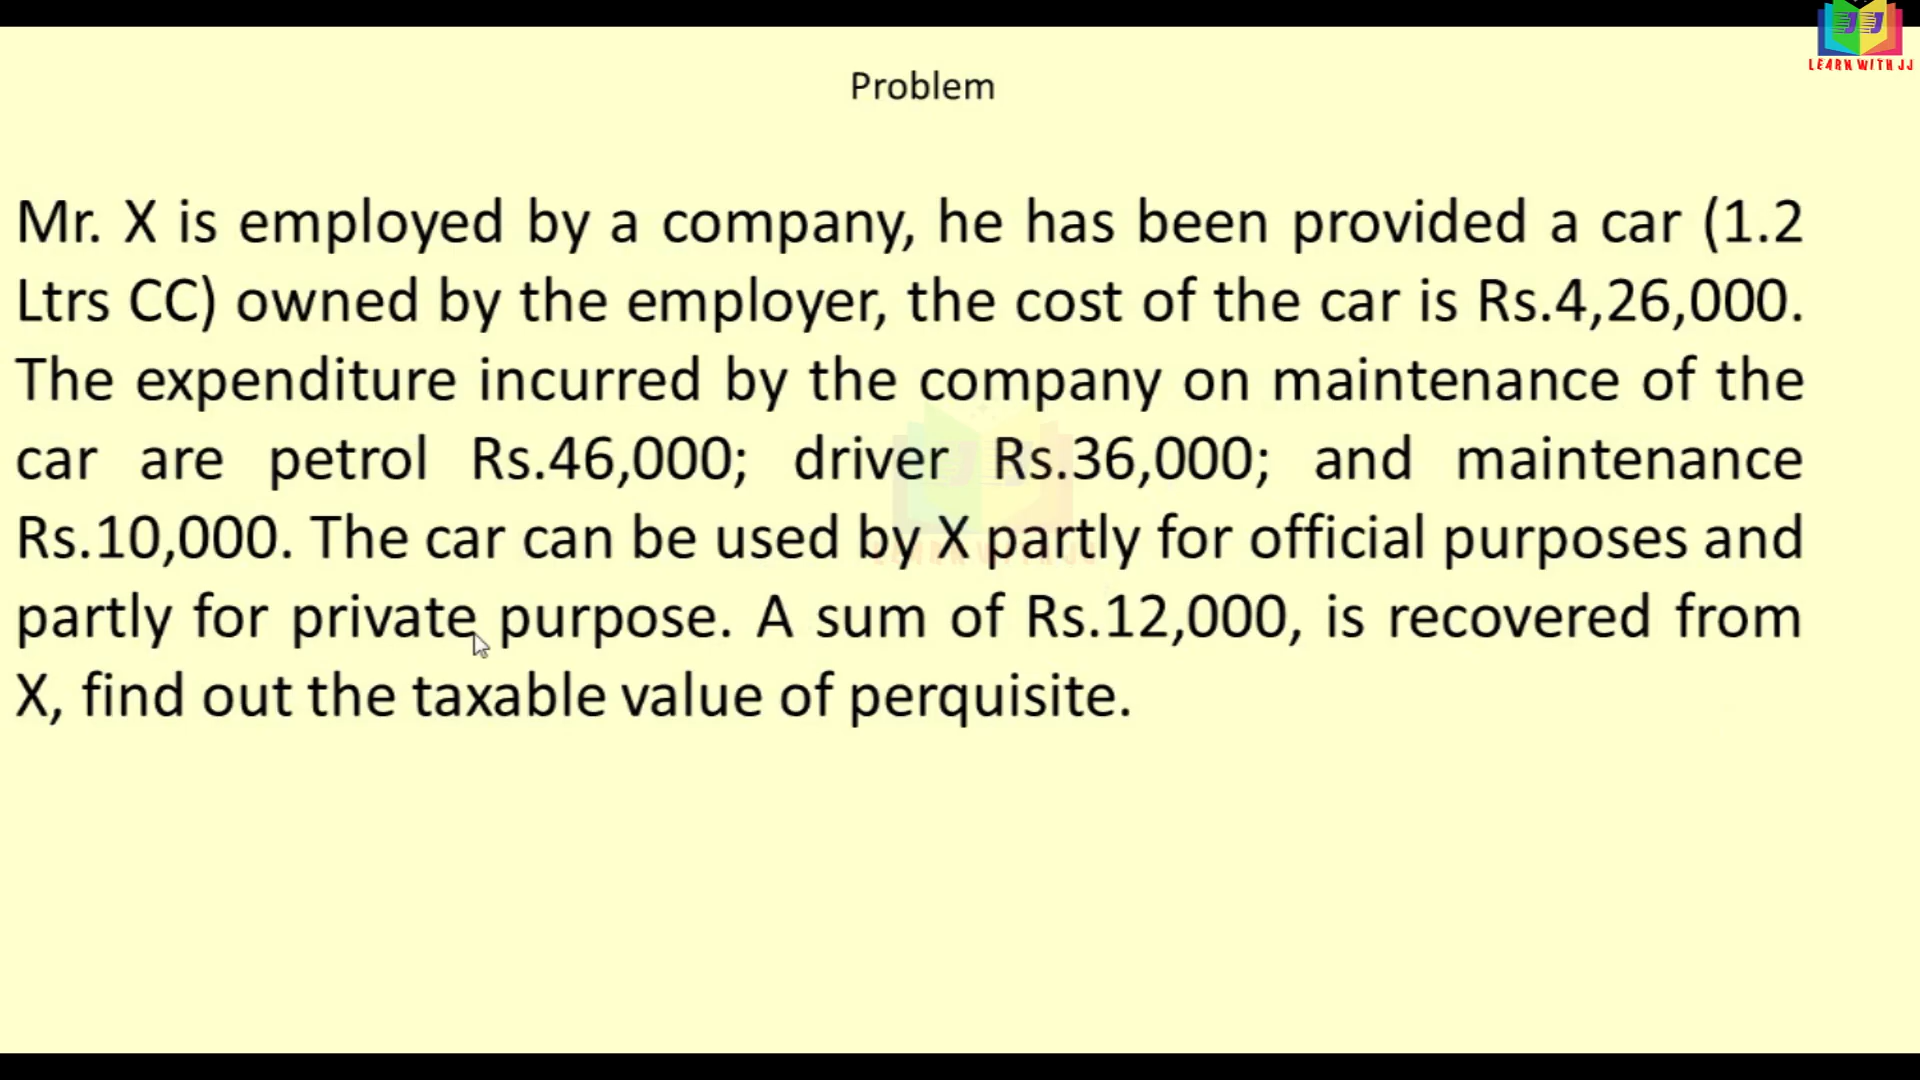 LEARN WITH JJ
Problem
Mr. X is employed by a company, he has been provided a car (1.2
Ltrs CC) owned by the employer, the cost of the car is Rs.4,26,000.
The expenditure incurred by the company on maintenance of the
car are petrol Rs.46,000; driver Rs.36,000; and maintenance
Rs.10,000. The car can be used by X partly for official purposes and
partly for private purpose. A sum of Rs.12,000, is recovered from
X, find out the taxable value of perquisite.
LEARN WITH JJ